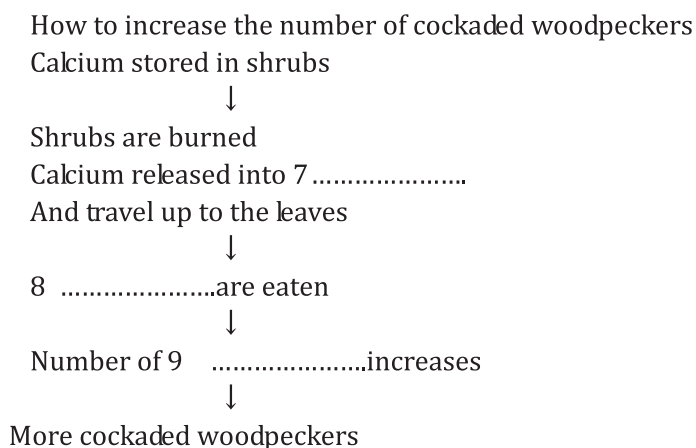 How to increase the number of cockaded woodpeckers
Calcium stored in shrubs
↓
Shrubs are burned
Calcium released into 7 .......................
And travel up to the leaves
↓
8 .......................are eaten
↓
Number of 9 .......................increases
↓
More cockaded woodpeckers